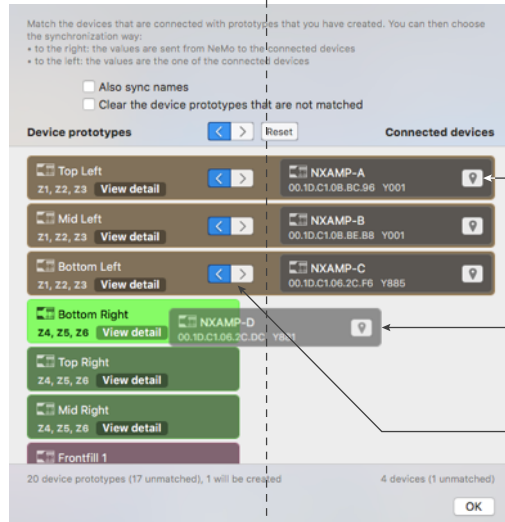 Match the devices that are connected with prototypes that you have created. You can then choose
the synchronization way:
• to the right: the values are sent from NeMo to the connected devices
• to the left: the values are the one of the connected devices
Also sync names
Clear the device prototypes that are not matched
Device prototypes < > Reset Connected devices
Top Left
Z1, Z2, Z3 View detail
< >
NXAMP-A
00.1D.C1.0B.BC.96 Y001
Mid Left
Z1, Z2, Z3 View detail
< >
NXAMP-B
00.1D.C1.0B.BE.B8 Y001
Bottom Left
Z1, Z2, Z3 View detail
< >
NXAMP-C
00.1D.C1.06.2C.F6 Y885
Bottom Right
Z4, Z5, Z6 View detail
NXAMP-D
00.1D.C1.06.2C.DC
Top Right
Z4, Z5, Z6 View detail
Mid Right
Z4, Z5, Z6 View detail
Frontfill 1
20 device prototypes (17 unmatched), 1 will be created 4 devices (1 unmatched)
OK